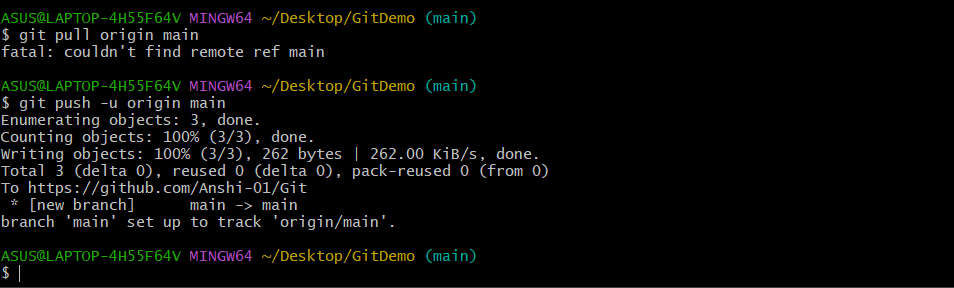 ASUS@LAPTOP-4H55F64V MINGW64 ~/Desktop/GitDemo (main)
$ git pull origin main
fatal: couldn't find remote ref main
ASUS@LAPTOP-4H55F64V MINGW64 ~/Desktop/GitDemo (main)
$ git push -u origin main
Enumerating objects: 3, done.
Counting objects: 100% (3/3), done.
Writing objects: 100% (3/3), 262 bytes | 262.00 KiB/s, done.
Total 3 (delta 0), reused 0 (delta 0), pack-reused 0 (from 0)
To https://github.com/Anshi-01/Git
 * [new branch]      main -> main
branch 'main' set up to track 'origin/main'.
ASUS@LAPTOP-4H55F64V MINGW64 ~/Desktop/GitDemo (main)
$